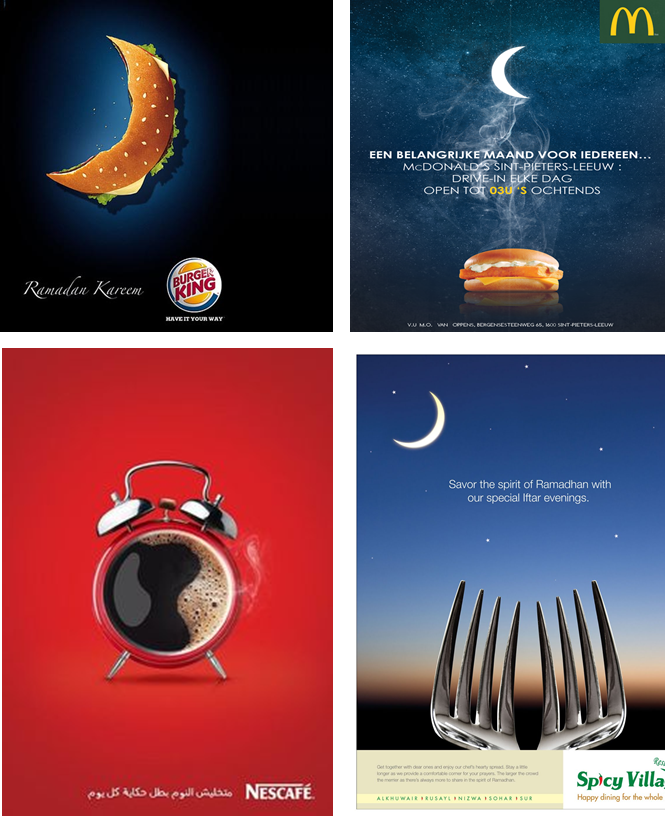 Ramadan Kareem
BURGER
KING
HAVE IT YOUR WAY
EEN BELANGRIJKE MAAND VOOR IEDEREEN...
McDONALD'S SINT-PIETERS-LEEUW :
DRIVE-IN ELKE DAG
OPEN TOT 03U 'S OCHTENDS
V.U M.O. VAN OPPENS, BERGENSESTEENWEG 65, 1600 SINT-PIETERS-LEEUW
متخليش النوم بطل حكاية كل يوم
NESCAFÉ.
Savor the spirit of Ramadhan with
our special Iftar evenings.
Get together with dear ones and enjoy our chef's hearty spread. Stay a little
longer as we provide a comfortable corner for your prayers. The larger the crowd
the merrier as there's always more to share in the spirit of Ramadhan.
ALKHUWAIR RUSAYL NIZWA SOHAR SUR
Spicy Villa
Happy dining for the whole